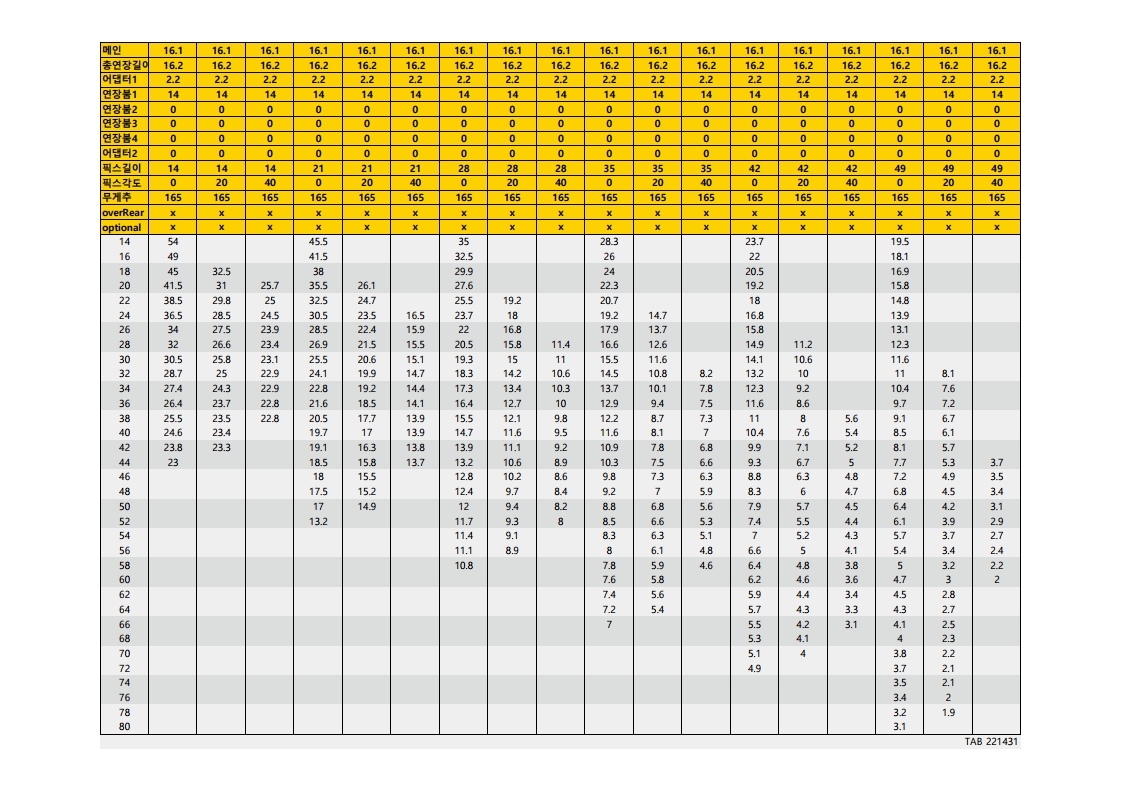 메인 16.1 16.1 16.1 16.1 16.1 16.1 16.1 16.1 16.1 16.1 16.1 16.1 16.1 16.1 16.1 16.1 16.1 16.1
총연장길이 16.2 16.2 16.2 16.2 16.2 16.2 16.2 16.2 16.2 16.2 16.2 16.2 16.2 16.2 16.2 16.2 16.2 16.2
어댑터1 2.2 2.2 2.2 2.2 2.2 2.2 2.2 2.2 2.2 2.2 2.2 2.2 2.2 2.2 2.2 2.2 2.2 2.2
연장붐1 14 14 14 14 14 14 14 14 14 14 14 14 14 14 14 14 14 14
연장붐2 0 0 0 0 0 0 0 0 0 0 0 0 0 0 0 0 0 0
연장붐3 0 0 0 0 0 0 0 0 0 0 0 0 0 0 0 0 0 0
연장붐4 0 0 0 0 0 0 0 0 0 0 0 0 0 0 0 0 0 0
어댑터2 0 0 0 0 0 0 0 0 0 0 0 0 0 0 0 0 0 0
픽스길이 14 14 14 21 21 21 28 28 28 35 35 35 42 42 42 49 49 49
픽스각도 0 20 40 0 20 40 0 20 40 0 20 40 0 20 40 0 20 40
무게추 165 165 165 165 165 165 165 165 165 165 165 165 165 165 165 165 165 165
overRear x x x x x x x x x x x x x x x x x x
optional x x x x x x x x x x x x x x x x x x
14 54 45.5 35 28.3 23.7 19.5
16 49 41.5 32.5 26 22 18.1
18 45 32.5 38 29.9 24 20.5 16.9
20 41.5 31 25.7 35.5 26.1 27.6 22.3 19.2 15.8
22 38.5 29.8 25 32.5 24.7 25.5 19.2 20.7 18 14.8
24 36.5 28.5 24.5 30.5 23.5 16.5 23.7 18 19.2 14.7 16.8 13.9
26 34 27.5 23.9 28.5 22.4 15.9 22 16.8 17.9 13.7 15.8 13.1
28 32 26.6 23.4 26.9 21.5 15.5 20.5 15.8 11.4 16.6 12.6 14.9 11.2 12.3
30 30.5 25.8 23.1 25.5 20.6 15.1 19.3 15 11 15.5 11.6 14.1 10.6 11.6
32 28.7 25 22.9 24.1 19.9 14.7 18.3 14.2 10.6 14.5 10.8 8.2 13.2 10 11 8.1
34 27.4 24.3 22.9 22.8 19.2 14.4 17.3 13.4 10.3 13.7 10.1 7.8 12.3 9.2 10.4 7.6
36 26.4 23.7 22.8 21.6 18.5 14.1 16.4 12.7 10 12.9 9.4 7.5 11.6 8.6 9.7 7.2
38 25.5 23.5 22.8 20.5 17.7 13.9 15.5 12.1 9.8 12.2 8.7 7.3 11 8 5.6 9.1 6.7
40 24.6 23.4 19.7 17 13.9 14.7 11.6 9.5 11.6 8.1 7 10.4 7.6 5.4 8.5 6.1
42 23.8 23.3 19.1 16.3 13.8 13.9 11.1 9.2 10.9 7.8 6.8 9.9 7.1 5.2 8.1 5.7
44 23 18.5 15.8 13.7 13.2 10.6 8.9 10.3 7.5 6.6 9.3 6.7 5 7.7 5.3 3.7
46 18 15.5 12.8 10.2 8.6 9.8 7.3 6.3 8.8 6.3 4.8 7.2 4.9 3.5
48 17.5 15.2 12.4 9.7 8.4 9.2 7 5.9 8.3 6 4.7 6.8 4.5 3.4
50 17 14.9 12 9.4 8.2 8.8 6.8 5.6 7.9 5.7 4.5 6.4 4.2 3.1
52 13.2 11.7 9.3 8 8.5 6.6 5.3 7.4 5.5 4.4 6.1 3.9 2.9
54 11.4 9.1 8.3 6.3 5.1 7 5.2 4.3 5.7 3.7 2.7
56 11.1 8.9 8 6.1 4.8 6.6 5 4.1 5.4 3.4 2.4
58 10.8 7.8 5.9 4.6 6.4 4.8 3.8 5 3.2 2.2
60 7.6 5.8 6.2 4.6 3.6 4.7 3 2
62 7.4 5.6 5.9 4.4 3.4 4.5 2.8
64 7.2 5.4 5.7 4.3 3.3 4.3 2.7
66 7 5.5 4.2 3.1 4.1 2.5
68 5.3 4.1 4 2.3
70 5.1 4 3.8 2.2
72 4.9 3.7 2.1
74 3.5 2.1
76 3.4 2
78 3.2 1.9
80 3.1
TAB 221431